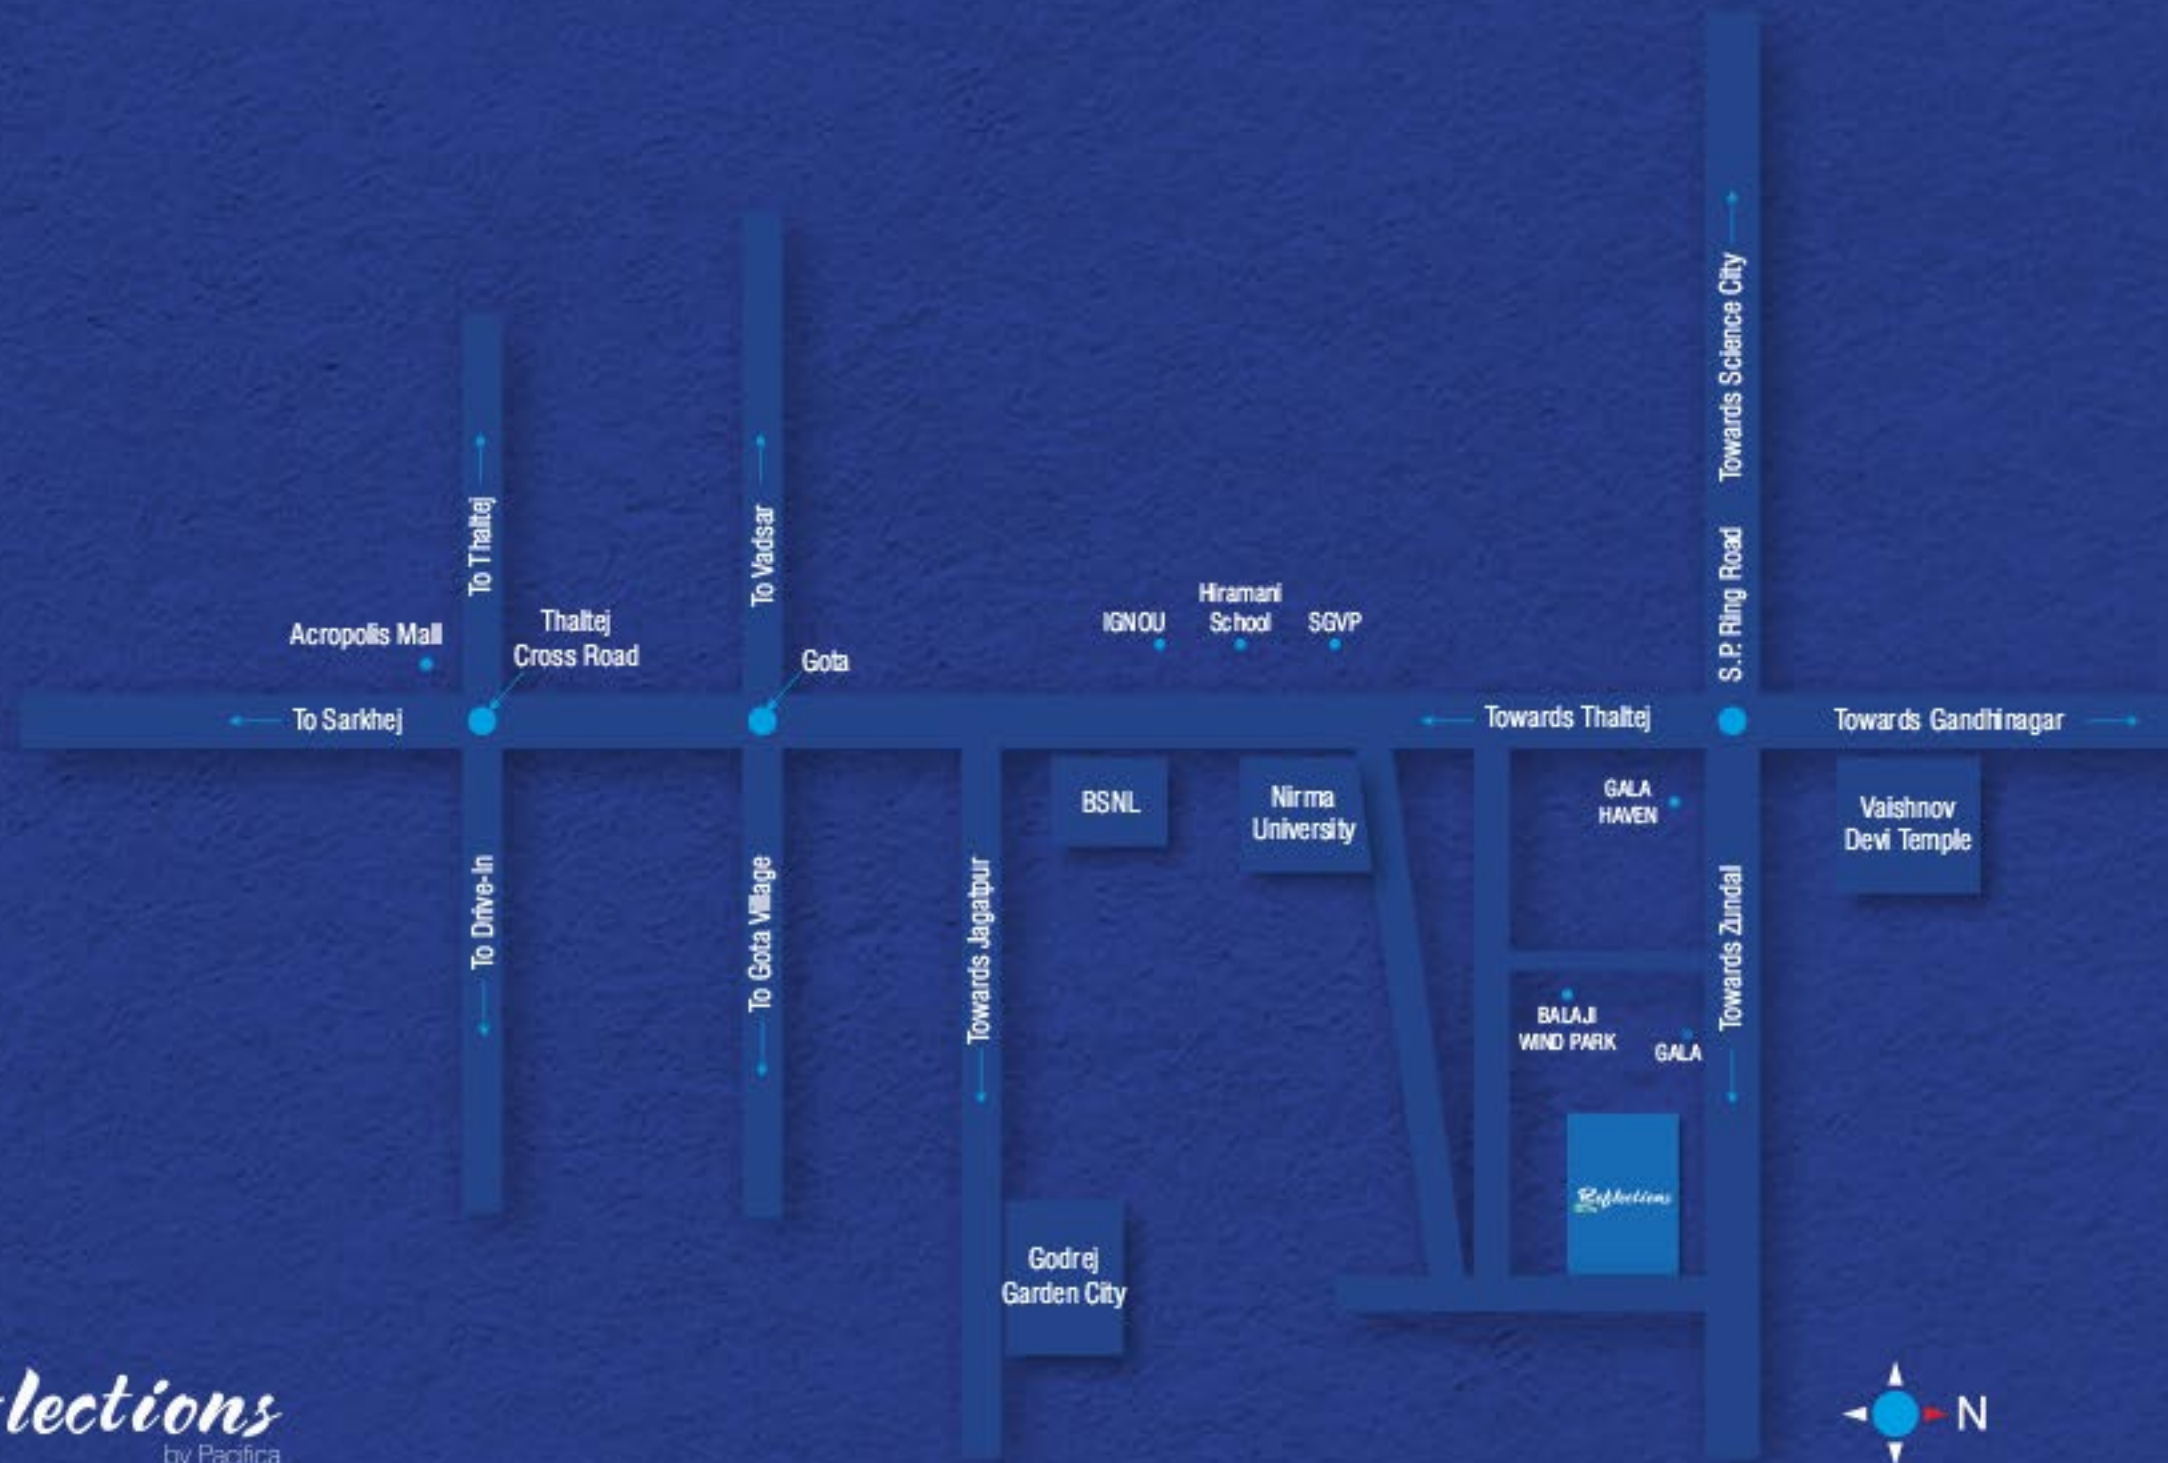 Towards Science City
S.P. Ring Road
To Thaltej
To Vadsar
Acropolis Mall
Thaltej
Cross Road
Gota
IGNOU
Hiramani
School
SGVP
To Sarkhej
Towards Thaltej
Towards Gandhinagar
BSNL
Nirma
University
GALA
HAVEN
Vaishnov
Devi Temple
To Drive-In
To Gota Village
Towards Jagatpur
Towards Zundal
BALAJI
WIND PARK
GALA
Reflections
Godrej
Garden City
lections
by Pacifica
N